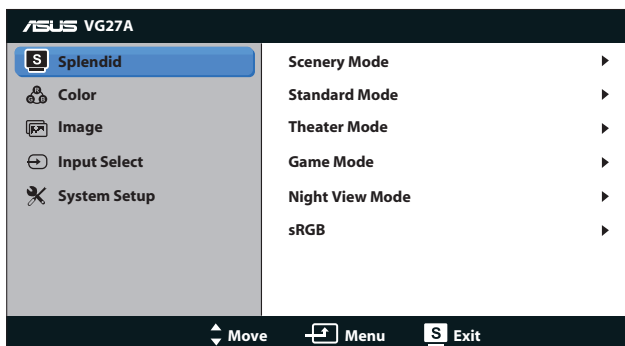 ASUS VG27A
S Splendid
Color
Image
Input Select
System Setup
Scenery Mode
Standard Mode
Theater Mode
Game Mode
Night View Mode
sRGB
Move Menu S Exit